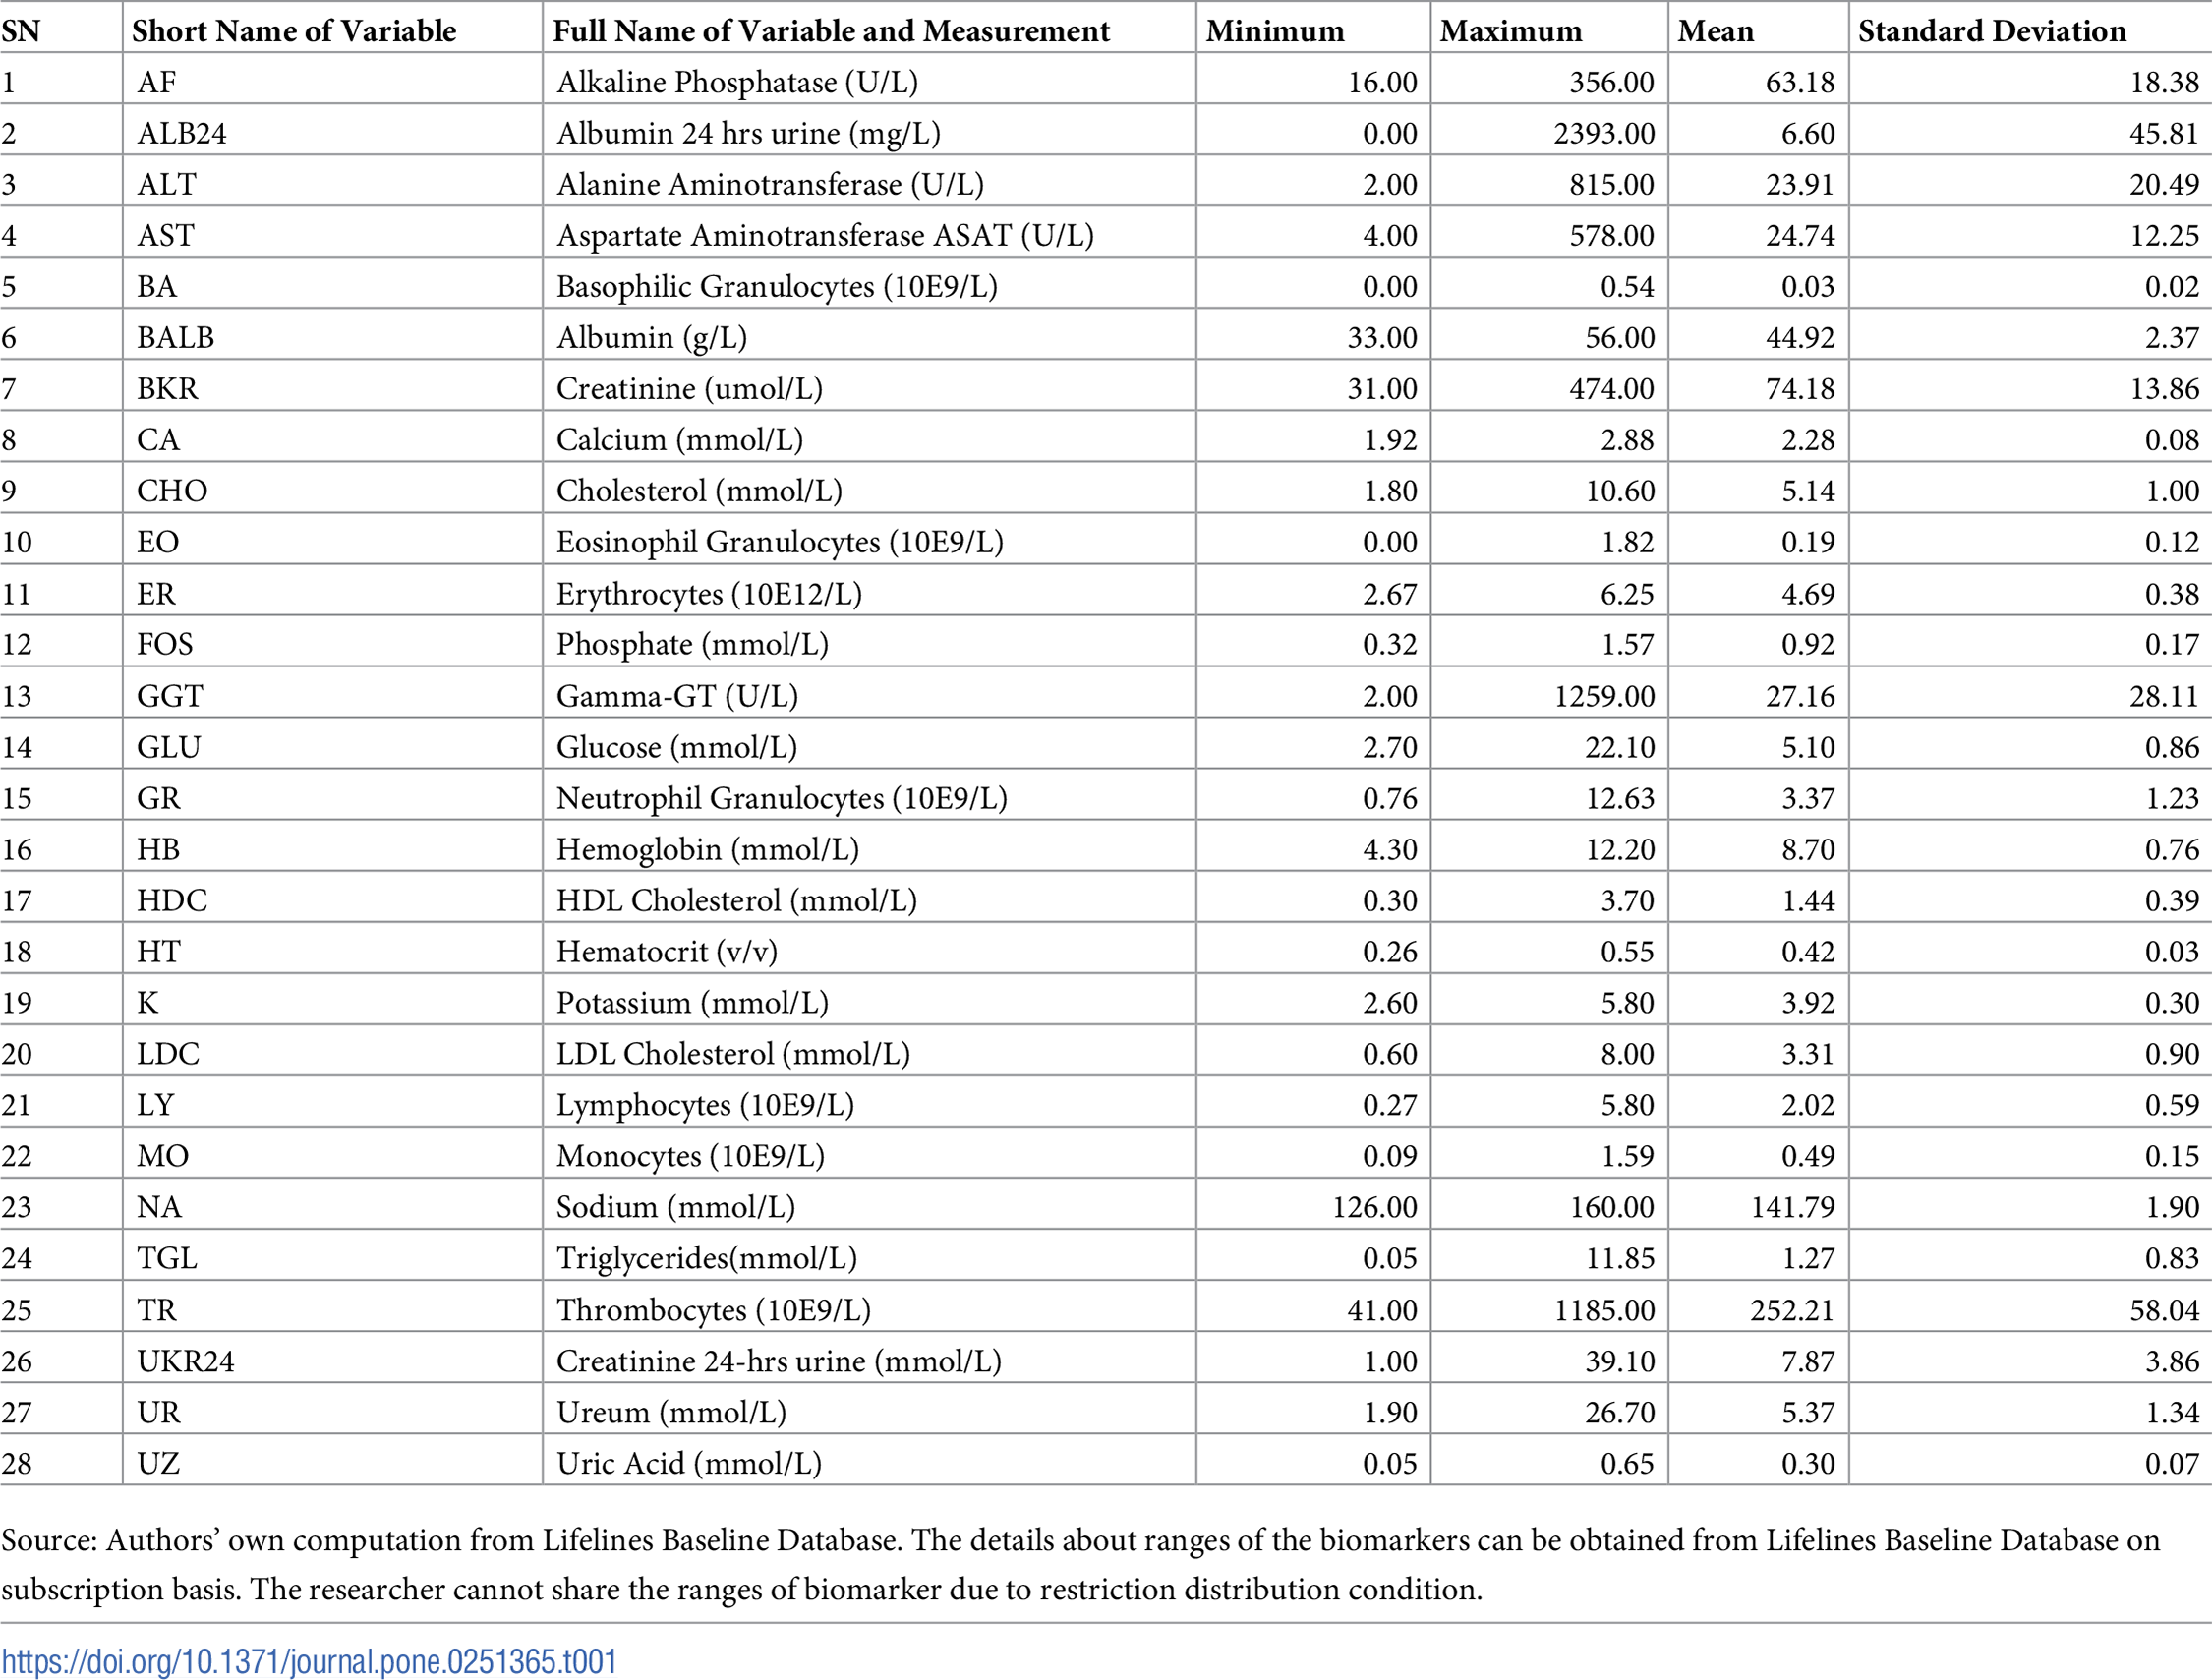 SN Short Name of Variable Full Name of Variable and Measurement Minimum Maximum Mean Standard Deviation
1 AF Alkaline Phosphatase (U/L) 16.00 356.00 63.18 18.38
2 ALB24 Albumin 24 hrs urine (mg/L) 0.00 2393.00 6.60 45.81
3 ALT Alanine Aminotransferase (U/L) 2.00 815.00 23.91 20.49
4 AST Aspartate Aminotransferase ASAT (U/L) 4.00 578.00 24.74 12.25
5 BA Basophilic Granulocytes (10E9/L) 0.00 0.54 0.03 0.02
6 BALB Albumin (g/L) 33.00 56.00 44.92 2.37
7 BKR Creatinine (umol/L) 31.00 474.00 74.18 13.86
8 CA Calcium (mmol/L) 1.92 2.88 2.28 0.08
9 CHO Cholesterol (mmol/L) 1.80 10.60 5.14 1.00
10 EO Eosinophil Granulocytes (10E9/L) 0.00 1.82 0.19 0.12
11 ER Erythrocytes (10E12/L) 2.67 6.25 4.69 0.38
12 FOS Phosphate (mmol/L) 0.32 1.57 0.92 0.17
13 GGT Gamma-GT (U/L) 2.00 1259.00 27.16 28.11
14 GLU Glucose (mmol/L) 2.70 22.10 5.10 0.86
15 GR Neutrophil Granulocytes (10E9/L) 0.76 12.63 3.37 1.23
16 HB Hemoglobin (mmol/L) 4.30 12.20 8.70 0.76
17 HDC HDL Cholesterol (mmol/L) 0.30 3.70 1.44 0.39
18 HT Hematocrit (v/v) 0.26 0.55 0.42 0.03
19 K Potassium (mmol/L) 2.60 5.80 3.92 0.30
20 LDC LDL Cholesterol (mmol/L) 0.60 8.00 3.31 0.90
21 LY Lymphocytes (10E9/L) 0.27 5.80 2.02 0.59
22 MO Monocytes (10E9/L) 0.09 1.59 0.49 0.15
23 NA Sodium (mmol/L) 126.00 160.00 141.79 1.90
24 TGL Triglycerides(mmol/L) 0.05 11.85 1.27 0.83
25 TR Thrombocytes (10E9/L) 41.00 1185.00 252.21 58.04
26 UKR24 Creatinine 24-hrs urine (mmol/L) 1.00 39.10 7.87 3.86
27 UR Ureum (mmol/L) 1.90 26.70 5.37 1.34
28 UZ Uric Acid (mmol/L) 0.05 0.65 0.30 0.07
Source: Authors’ own computation from Lifelines Baseline Database. The details about ranges of the biomarkers can be obtained from Lifelines Baseline Database on
subscription basis. The researcher cannot share the ranges of biomarker due to restriction distribution condition.
https://doi.org/10.1371/journal.pone.0251365.t001